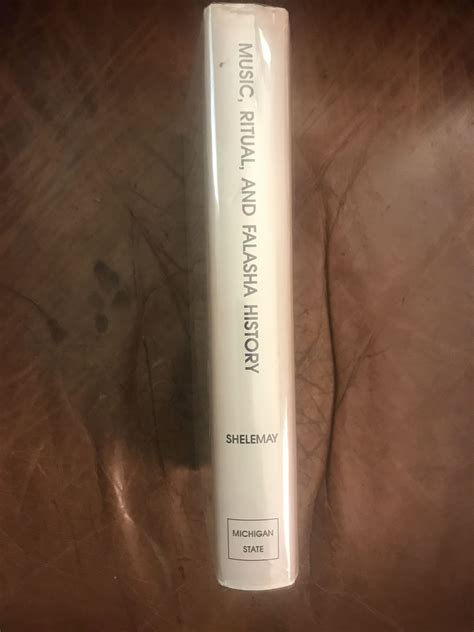 MUSIC, RITUAL, AND FALASHA HISTORY
SHELEMAY
MICHIGAN
STATE